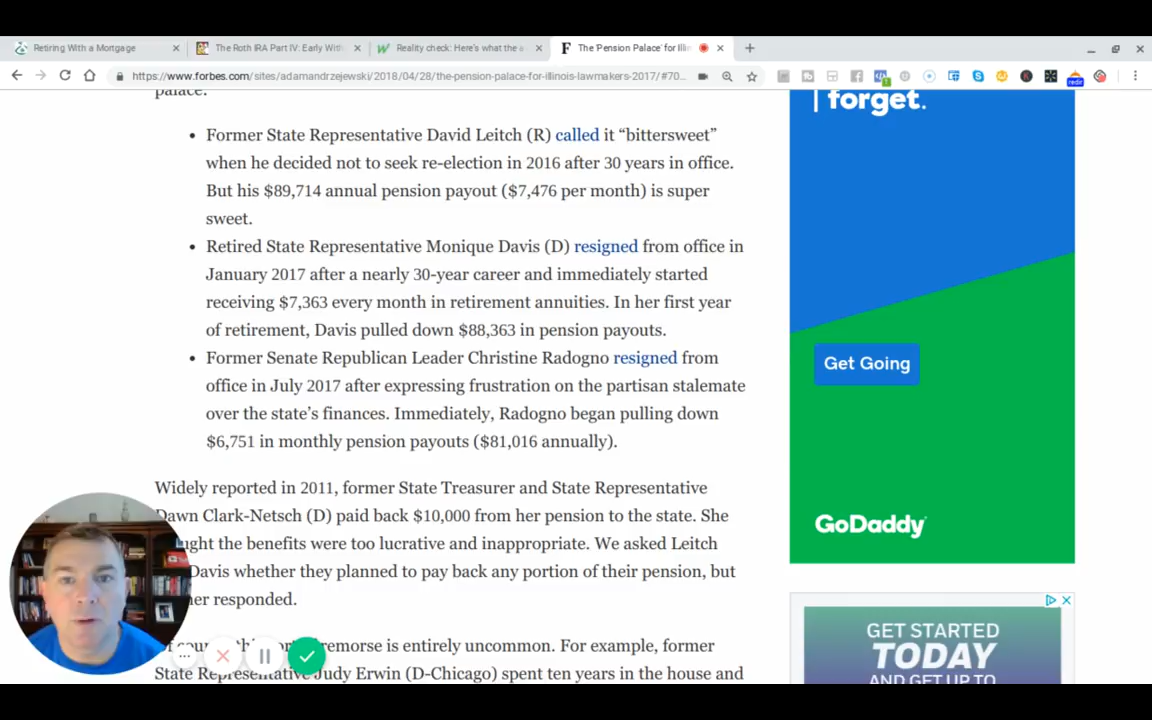 Retiring With a Mortgage
The Roth IRA Part IV: Early With
Reality check: Here's what the a
The 'Pension Palace' for Illin
https://www.forbes.com/sites/adamandrzejewski/2018/04/28/the-pension-palace-for-illinois-lawmakers-2017/#70...
redir
palace.
• Former State Representative David Leitch (R) called it “bittersweet”
when he decided not to seek re-election in 2016 after 30 years in office.
But his $89,714 annual pension payout ($7,476 per month) is super
sweet.
• Retired State Representative Monique Davis (D) resigned from office in
January 2017 after a nearly 30-year career and immediately started
receiving $7,363 every month in retirement annuities. In her first year
of retirement, Davis pulled down $88,363 in pension payouts.
• Former Senate Republican Leader Christine Radogno resigned from
office in July 2017 after expressing frustration on the partisan stalemate
over the state’s finances. Immediately, Radogno began pulling down
$6,751 in monthly pension payouts ($81,016 annually).
Widely reported in 2011, former State Treasurer and State Representative
Dawn Clark-Netsch (D) paid back $10,000 from her pension to the state. She
ught the benefits were too lucrative and inappropriate. We asked Leitch
Davis whether they planned to pay back any portion of their pension, but
her responded.
remorse is entirely uncommon. For example, former
State Representative Judy Erwin (D-Chicago) spent ten years in the house and
forget.
Get Going
GoDaddy
GET STARTED
TODAY
AND GET UP TO